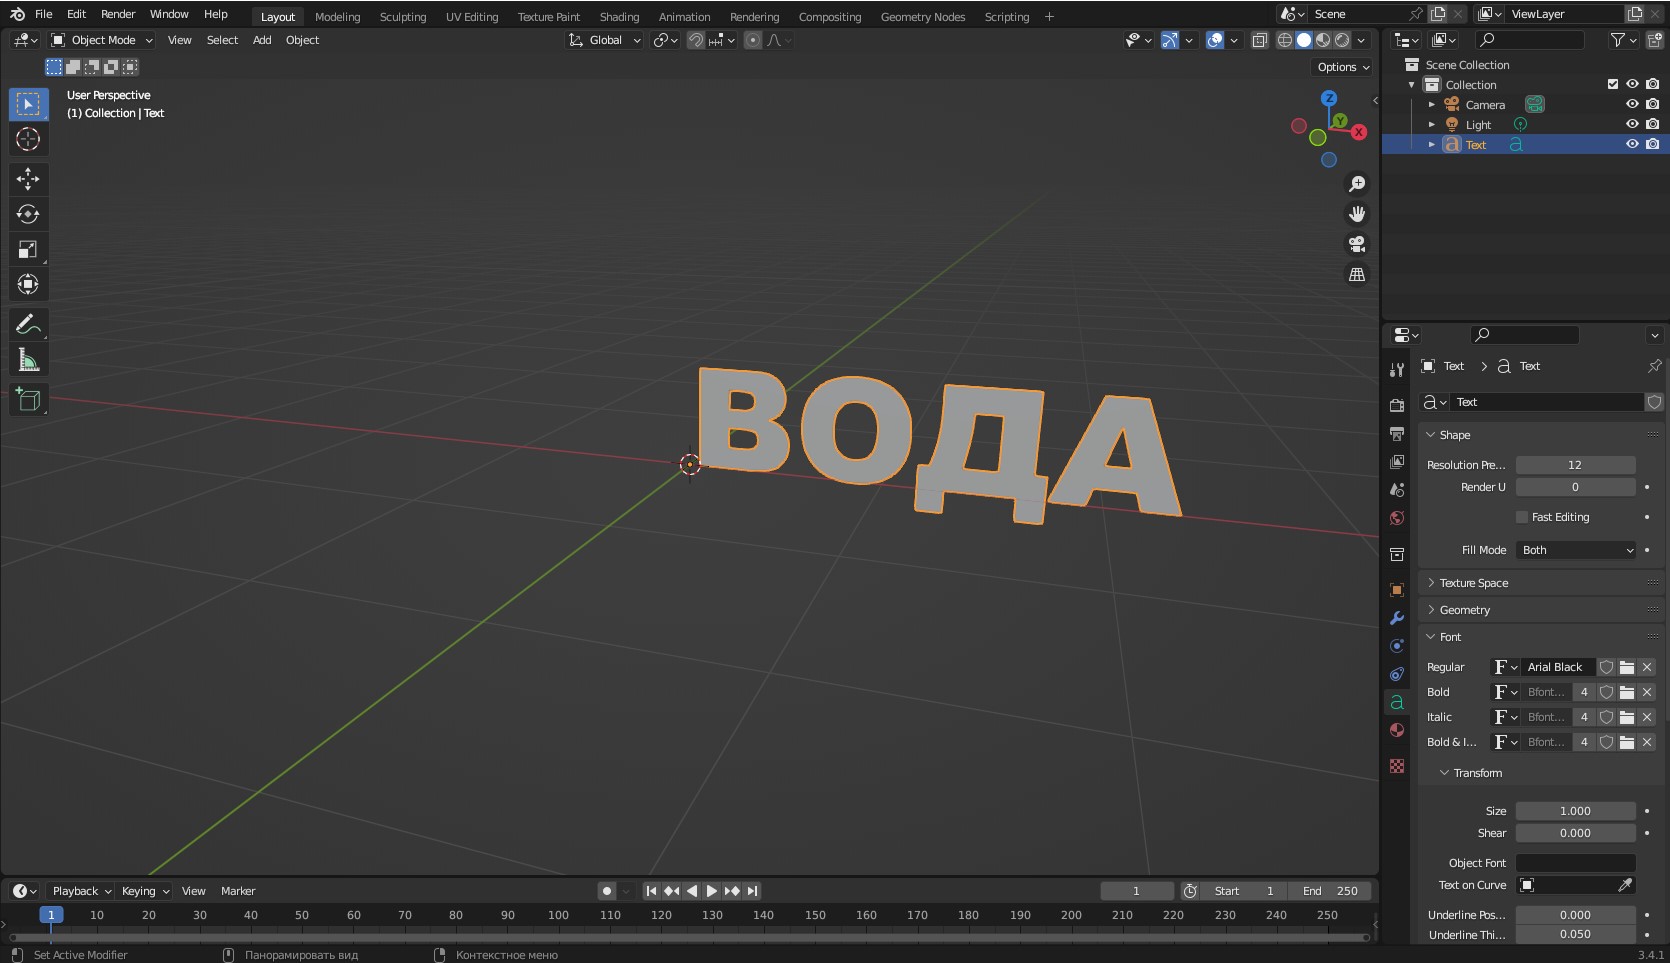 File Edit Render Window Help Layout Modeling Sculpting UV Editing Texture Paint Shading Animation Rendering Compositing Geometry Nodes Scripting + Scene ViewLayer
Object Mode View Select Add Object Global
Options
User Perspective
(1) Collection | Text
Z
Y
X
ВОДА
Scene Collection
Collection
Camera
Light
a Text a
Text > a Text
a Text
Shape
Resolution Pre... 12
Render U 0
Fast Editing
Fill Mode Both
Texture Space
Geometry
Font
Regular F Arial Black
Bold F Bfont... 4
Italic F Bfont... 4
Bold & I... F Bfont... 4
Transform
Size 1.000
Shear 0.000
Object Font
Text on Curve
Underline Pos... 0.000
Underline Thi... 0.050
Playback Keying View Marker 1 Start 1 End 250
1 10 20 30 40 50 60 70 80 90 100 110 120 130 140 150 160 170 180 190 200 210 220 230 240 250
Set Active Modifier Панорамировать вид Контекстное меню 3.4.1